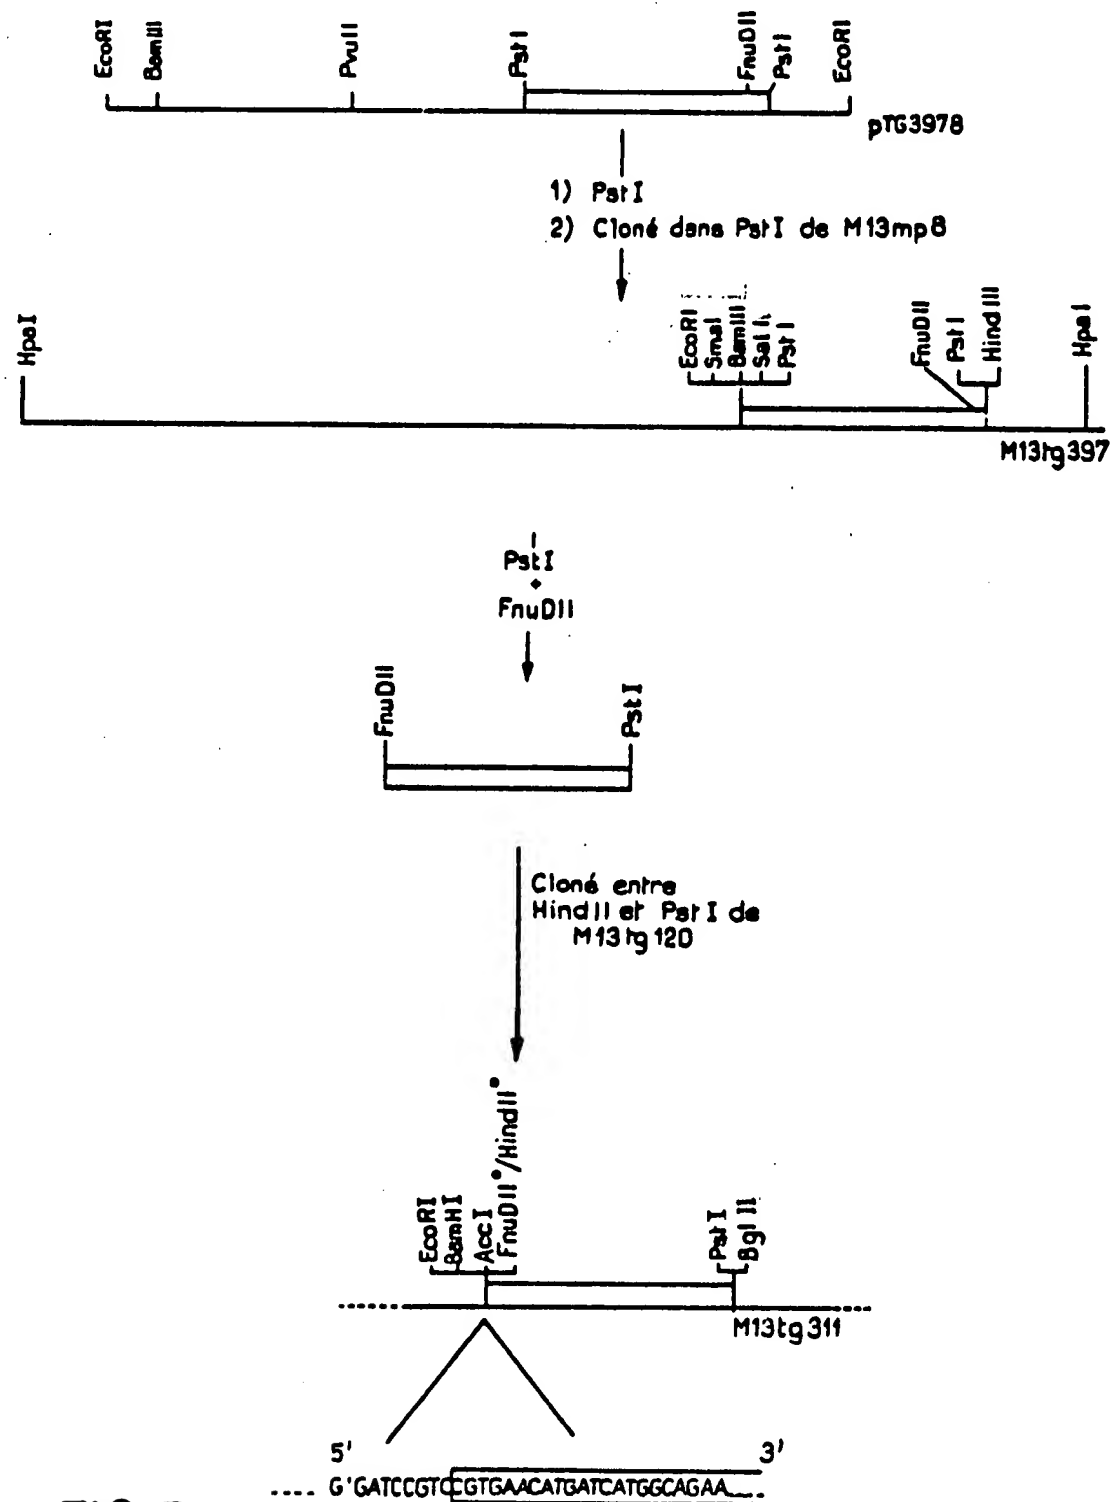 EcoRI BamIII PvuII PstI FnuDII PstI EcoRI
pTG3978
1) PstI
2) Cloné dans PstI de M13mp8
HpaI EcoRI SmaI BamIII SalI PstI FnuDII PstI HindIII HpaI
M13tg397
PstI
+
FnuDII
FnuDII PstI
Cloné entre
HindII et PstI de
M13tg120
EcoRI BamHI AccI FnuDII*/HindII* PstI BglII
M13tg311
5' 3'
.... G'GATCCGTCCGTGAACATGATCATGGCAGAA....